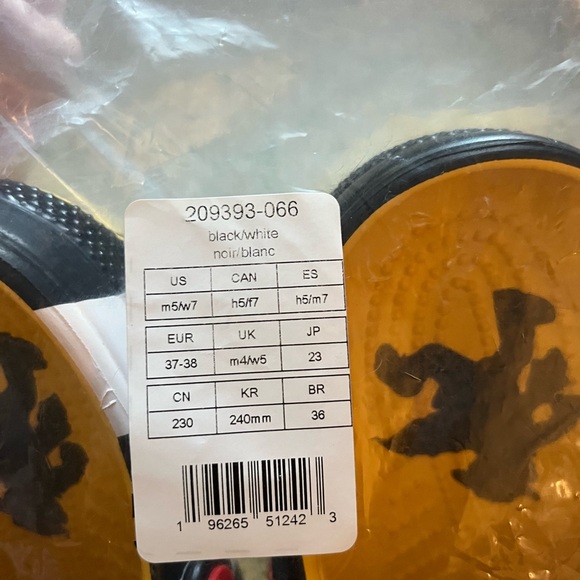 209393-066
black/white
noir/blanc
US CAN ES
m5/w7 h5/f7 h5/m7
EUR UK JP
37-38 m4/w5 23
CN KR BR
230 240mm 36
1 96265 51242 3